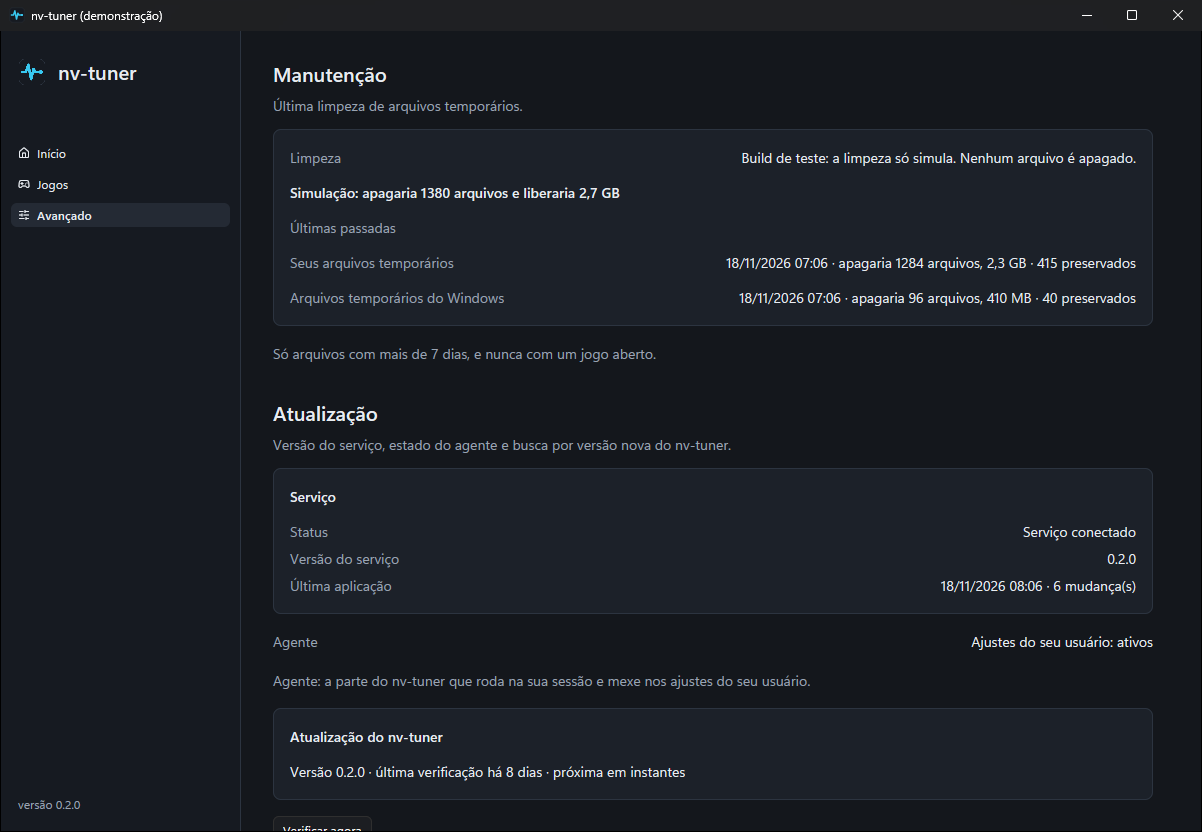 nv-tuner (demonstração)
nv-tuner
Início
Jogos
Avançado
versão 0.2.0
Manutenção
Última limpeza de arquivos temporários.
Limpeza Build de teste: a limpeza só simula. Nenhum arquivo é apagado.
Simulação: apagaria 1380 arquivos e liberaria 2,7 GB
Últimas passadas
Seus arquivos temporários 18/11/2026 07:06 · apagaria 1284 arquivos, 2,3 GB · 415 preservados
Arquivos temporários do Windows 18/11/2026 07:06 · apagaria 96 arquivos, 410 MB · 40 preservados
Só arquivos com mais de 7 dias, e nunca com um jogo aberto.
Atualização
Versão do serviço, estado do agente e busca por versão nova do nv-tuner.
Serviço
Status Serviço conectado
Versão do serviço 0.2.0
Última aplicação 18/11/2026 08:06 · 6 mudança(s)
Agente Ajustes do seu usuário: ativos
Agente: a parte do nv-tuner que roda na sua sessão e mexe nos ajustes do seu usuário.
Atualização do nv-tuner
Versão 0.2.0 · última verificação há 8 dias · próxima em instantes
Verificar agora